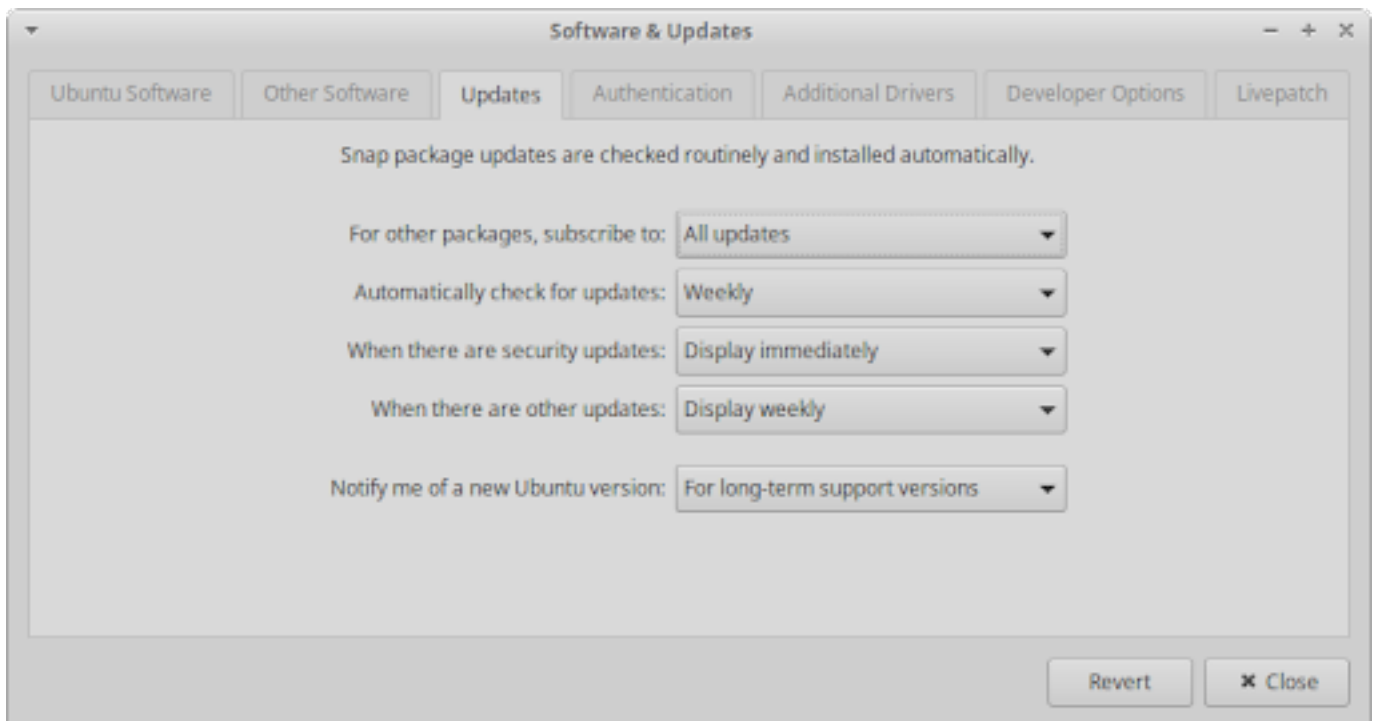 Software & Updates
Ubuntu Software Other Software Updates Authentication Additional Drivers Developer Options Livepatch
Snap package updates are checked routinely and installed automatically.
For other packages, subscribe to: All updates
Automatically check for updates: Weekly
When there are security updates: Display immediately
When there are other updates: Display weekly
Notify me of a new Ubuntu version: For long-term support versions
Revert Close